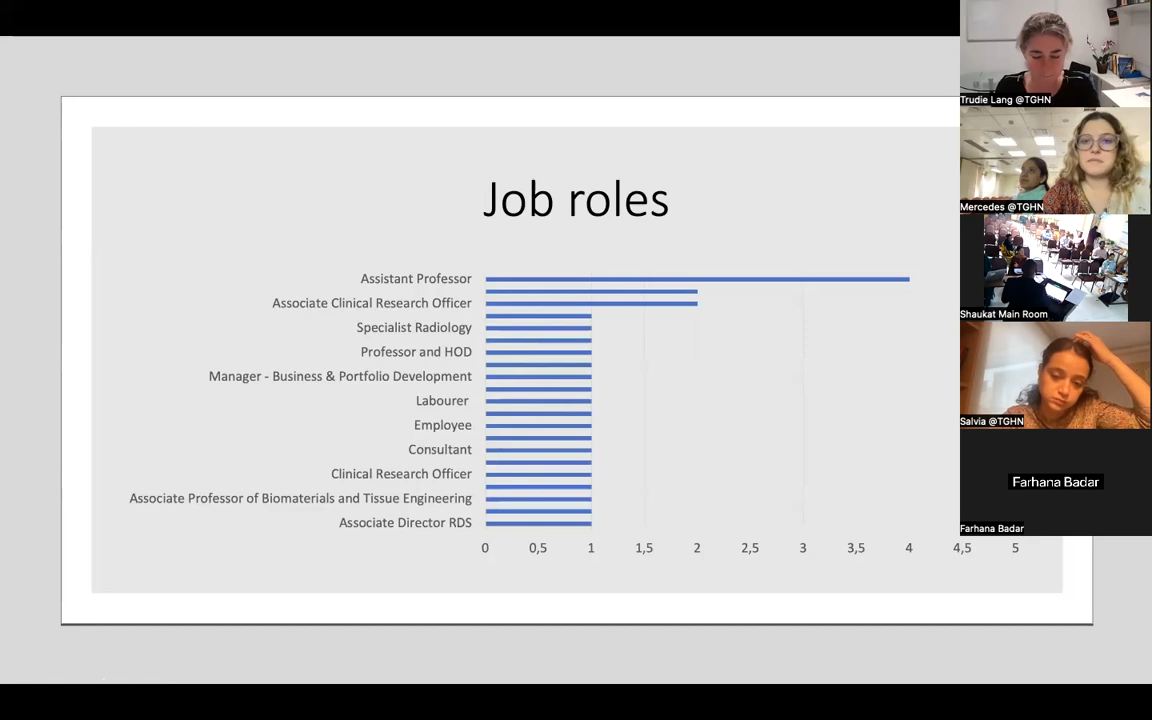 Job roles
Assistant Professor
Associate Clinical Research Officer
Specialist Radiology
Professor and HOD
Manager - Business & Portfolio Development
Labourer
Employee
Consultant
Clinical Research Officer
Associate Professor of Biomaterials and Tissue Engineering
Associate Director RDS
0 0,5 1 1,5 2 2,5 3 3,5 4 4,5 5
Trudie Lang @TGHN
Mercedes @TGHN
Shaukat Main Room
Salvia @TGHN
Farhana Badar
Farhana Badar